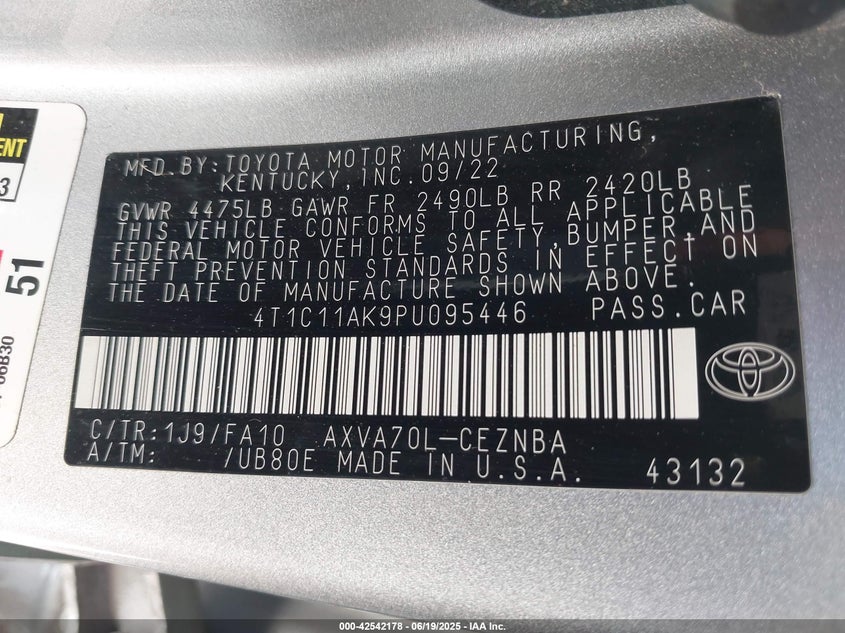 MFD.BY:TOYOTA MOTOR MANUFACTURING,
KENTUCKY,INC.09/22
GVWR 4475LB GAWR FR 2490LB RR 2420LB
THIS VEHICLE CONFORMS TO ALL APPLICABLE
FEDERAL MOTOR VEHICLE SAFETY,BUMPER,AND
THEFT PREVENTION STANDARDS IN EFFECT ON
THE DATE OF MANUFACTURE SHOWN ABOVE.
4T1C11AK9PU095446 PASS.CAR
C/TR:1J9/FA10 AXVA70L-CEZNBA
A/TM: /UB80E MADE IN U.S.A. 43132
3
51
06B30
000-42542178 - 06/19/2025 - IAA Inc.